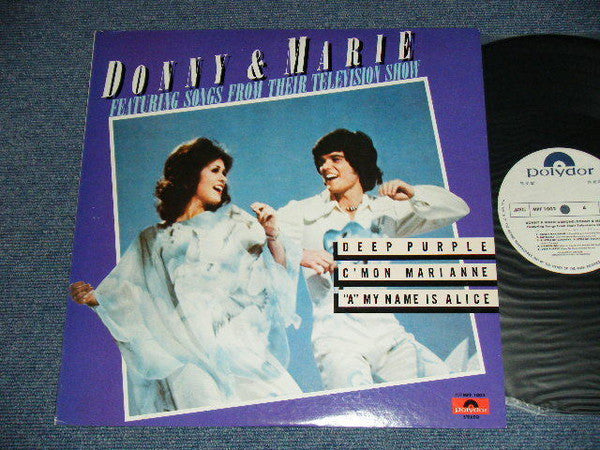 DONNY & MARIE
FEATURING SONGS FROM THEIR TELEVISION SHOW
DEEP PURPLE
C'MON MARIANNE
"A" MY NAME IS ALICE
polydor
STEREO
polydor